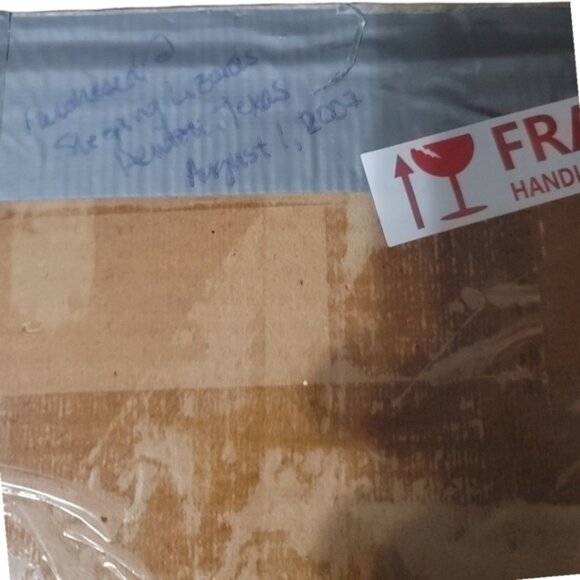 Purchased @
Sleeping Lizards
Denton, Texas
August 1, 2007
FRA
HANDL